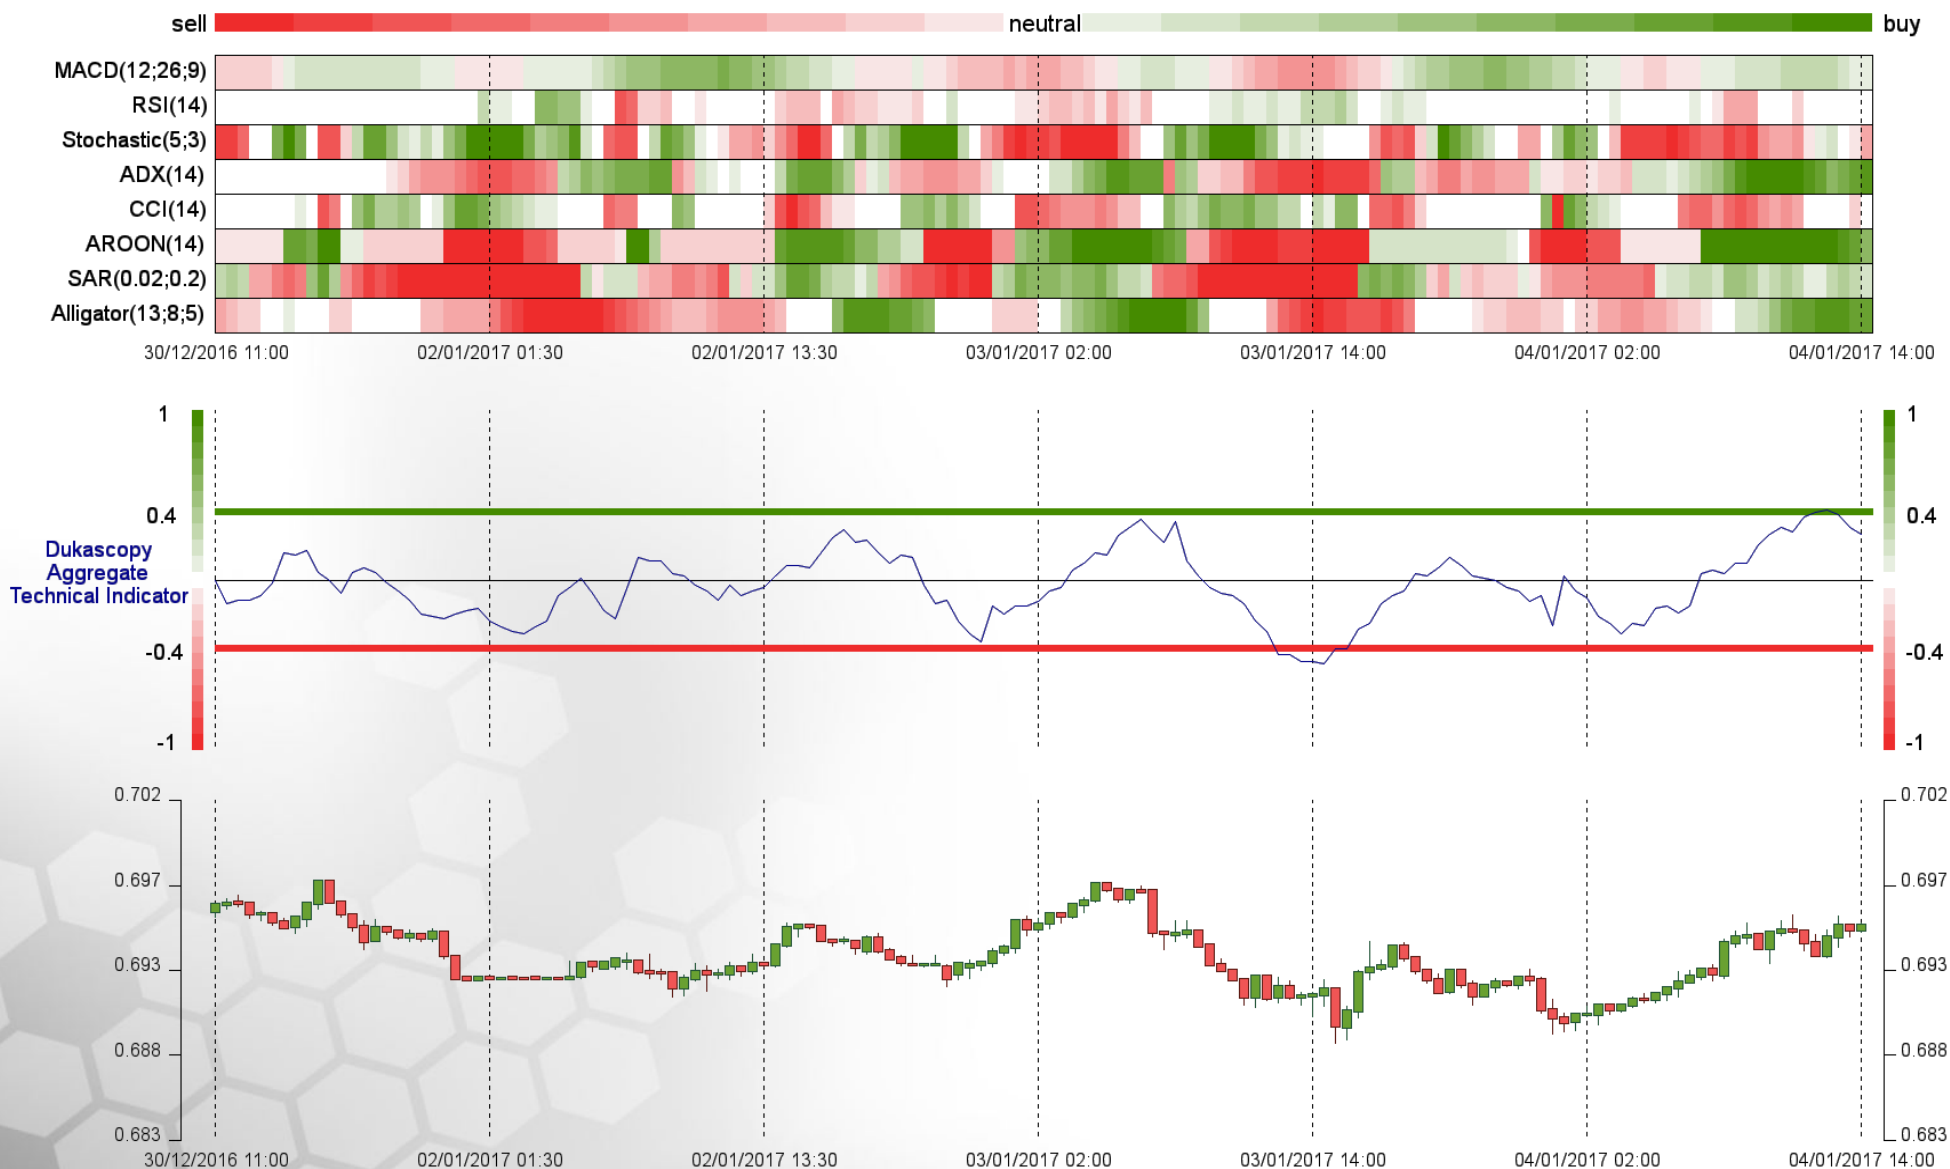 sell neutral buy
MACD(12;26;9)
RSI(14)
Stochastic(5;3)
ADX(14)
CCI(14)
AROON(14)
SAR(0.02;0.2)
Alligator(13;8;5)
30/12/2016 11:00 02/01/2017 01:30 02/01/2017 13:30 03/01/2017 02:00 03/01/2017 14:00 04/01/2017 02:00 04/01/2017 14:00
1 1
0.4 0.4
Dukascopy
Aggregate
Technical Indicator
-0.4 -0.4
-1 -1
0.702 0.702
0.697 0.697
0.693 0.693
0.688 0.688
0.683 0.683
30/12/2016 11:00 02/01/2017 01:30 02/01/2017 13:30 03/01/2017 02:00 03/01/2017 14:00 04/01/2017 02:00 04/01/2017 14:00